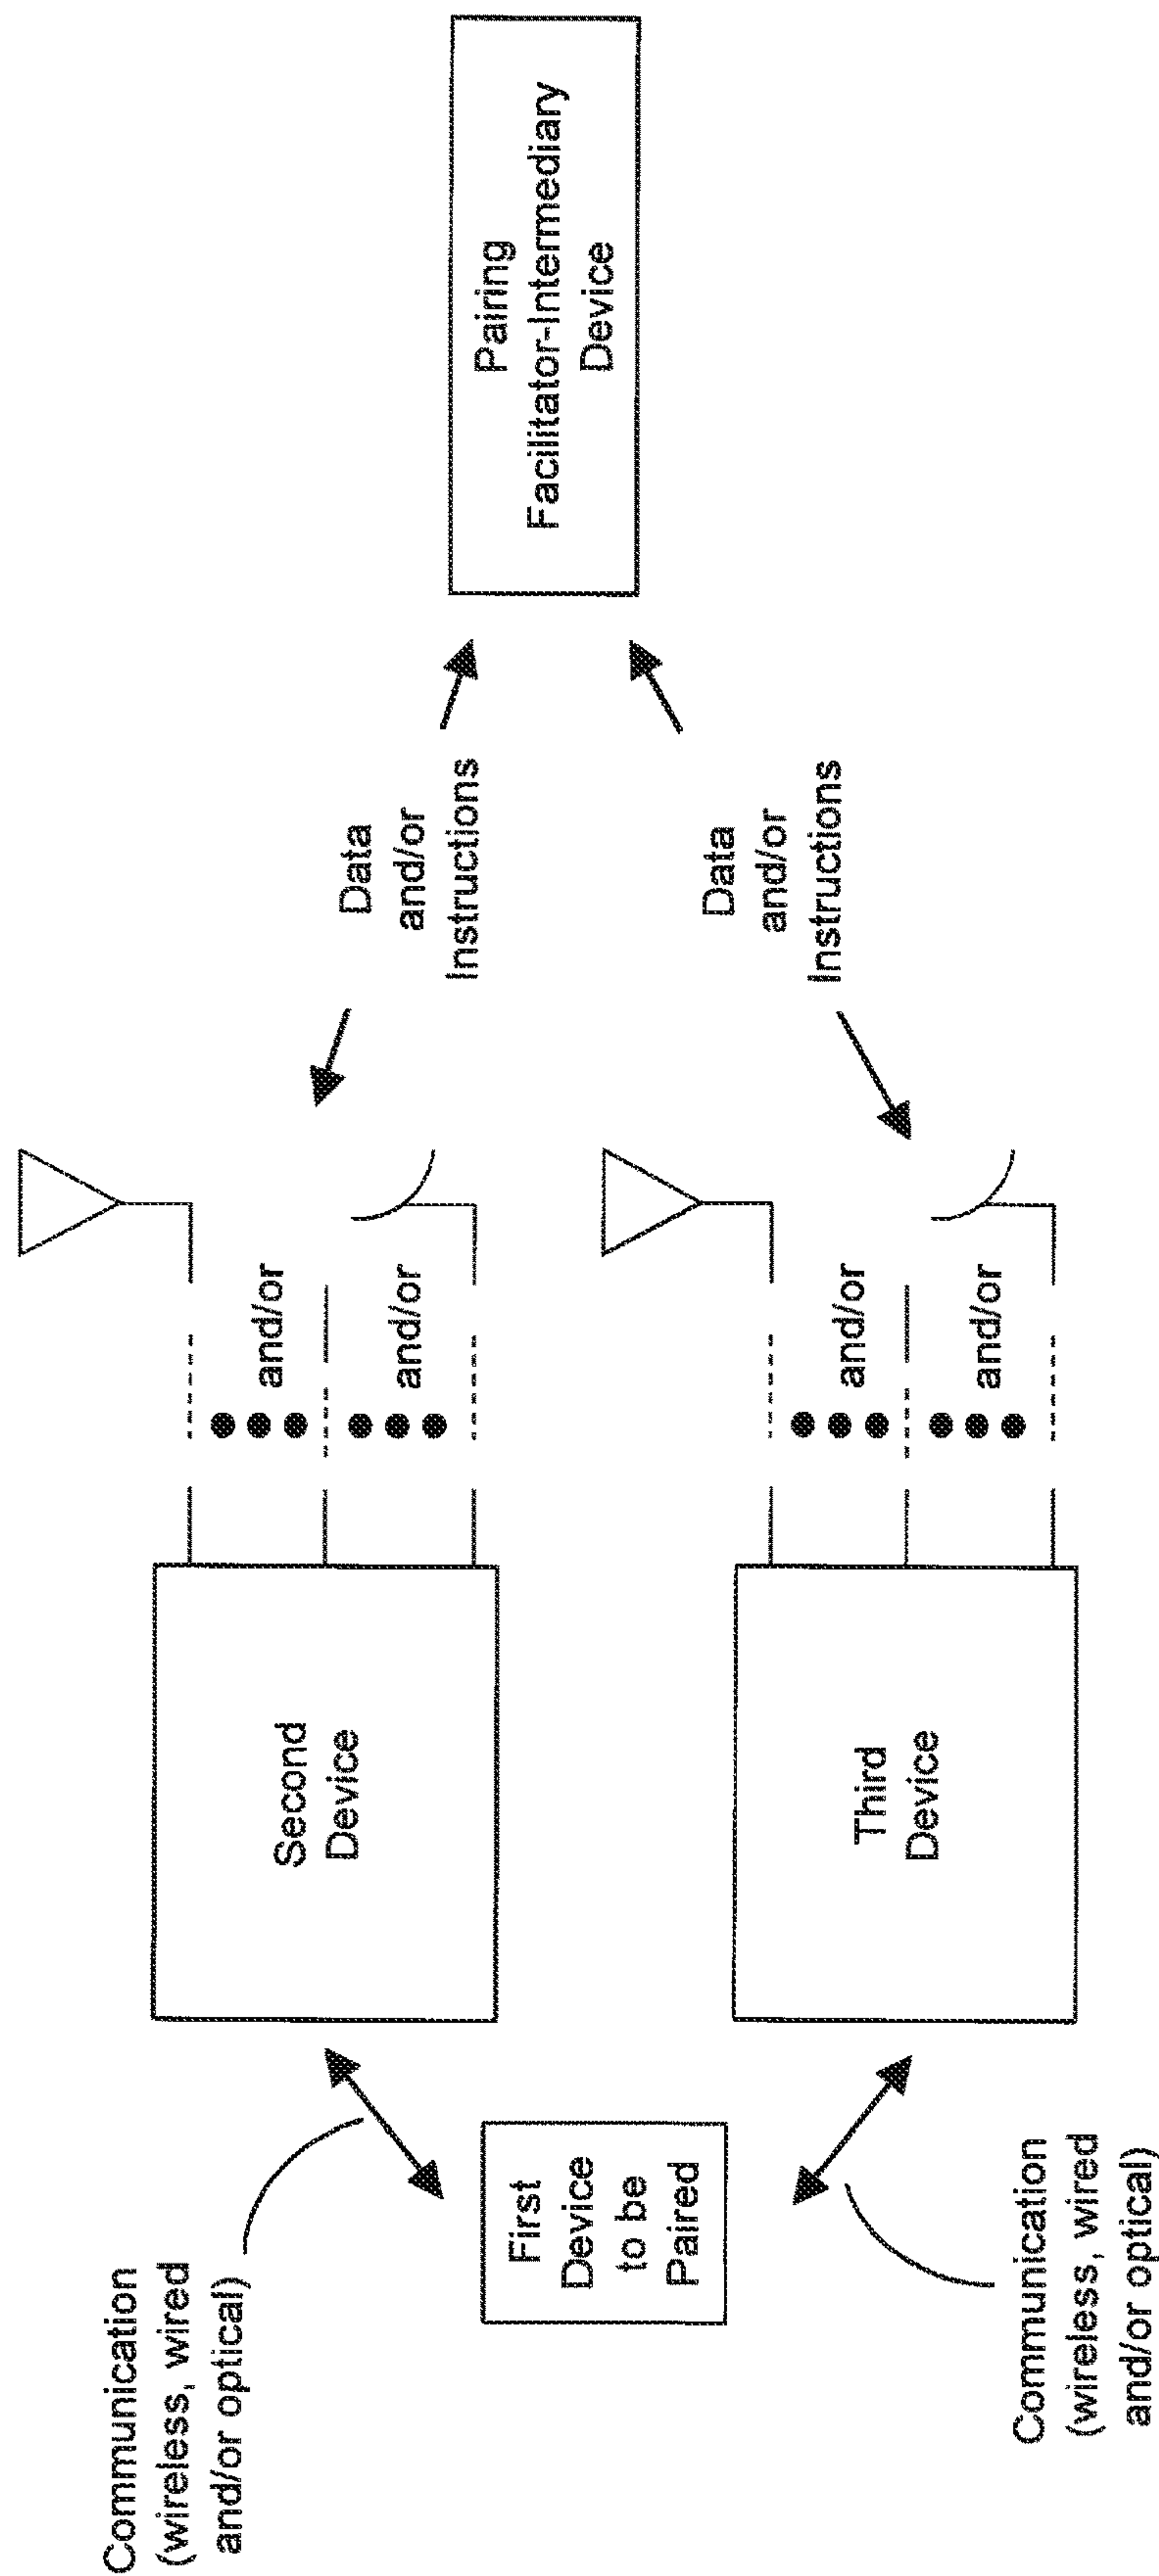 Communication
(wireless, wired
and/or optical)
First
Device
to be
Paired
Communication
(wireless, wired
and/or optical)
Second
Device
Third
Device
and/or
and/or
and/or
and/or
Data
and/or
Instructions
Data
and/or
Instructions
Pairing
Facilitator-Intermediary
Device